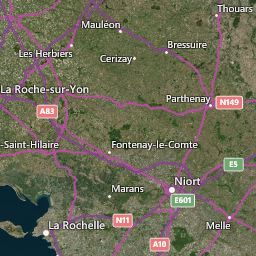 Thouars
Mauléon
Les Herbiers
Bressuire
Cerizay
La Roche-sur-Yon
Parthenay
N149
A83
-Saint-Hilaire
Fontenay-le-Comte
E5
Marans
Niort
E601
La Rochelle
N11
Melle
A10